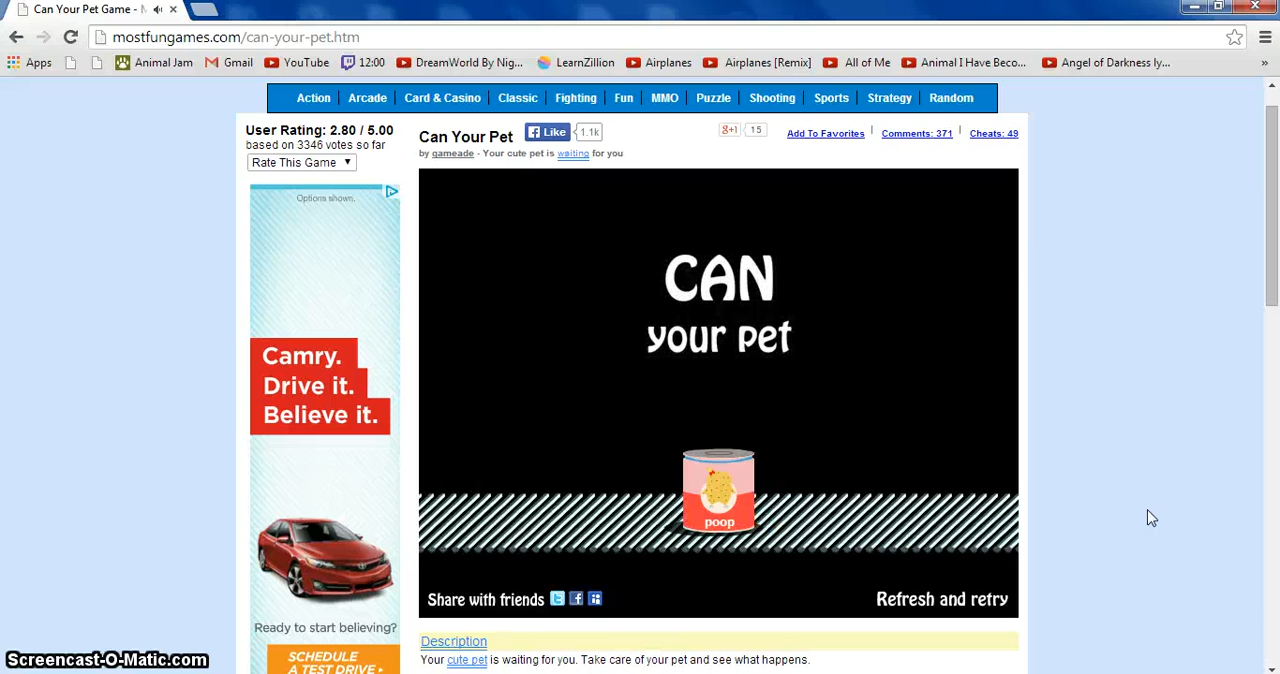 Can Your Pet Game - M
mostfungames.com/can-your-pet.htm
Apps Animal Jam Gmail YouTube 12:00 DreamWorld By Nig... LearnZillion Airplanes Airplanes [Remix] All of Me Animal I Have Beco... Angel of Darkness ly... »
Action Arcade Card & Casino Classic Fighting Fun MMO Puzzle Shooting Sports Strategy Random
User Rating: 2.80 / 5.00
based on 3346 votes so far
Rate This Game
Can Your Pet Like 1.1k
g+1 15
Add To Favorites Comments: 371 Cheats: 49
by gameade - Your cute pet is waiting for you
Options shown.
Camry.
Drive it.
Believe it.
Ready to start believing?
SCHEDULE
A TEST DRIVE
CAN
your pet
poop
Share with friends
Refresh and retry
Description
Your cute pet is waiting for you. Take care of your pet and see what happens.
Screencast-O-Matic.com